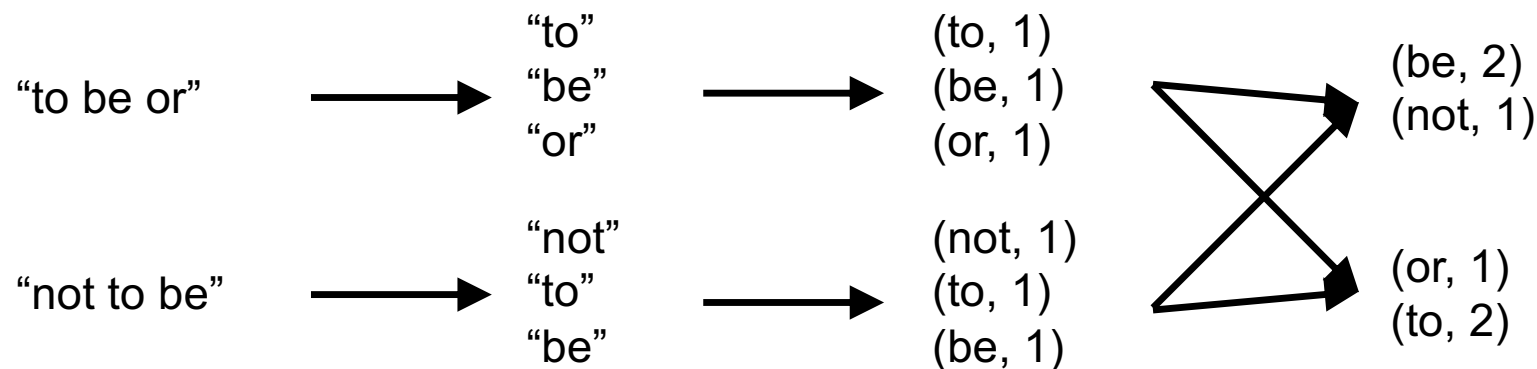 “to be or”
“to”
“be”
“or”
(to, 1)
(be, 1)
(or, 1)
(be, 2)
(not, 1)
“not to be”
“not”
“to”
“be”
(not, 1)
(to, 1)
(be, 1)
(or, 1)
(to, 2)